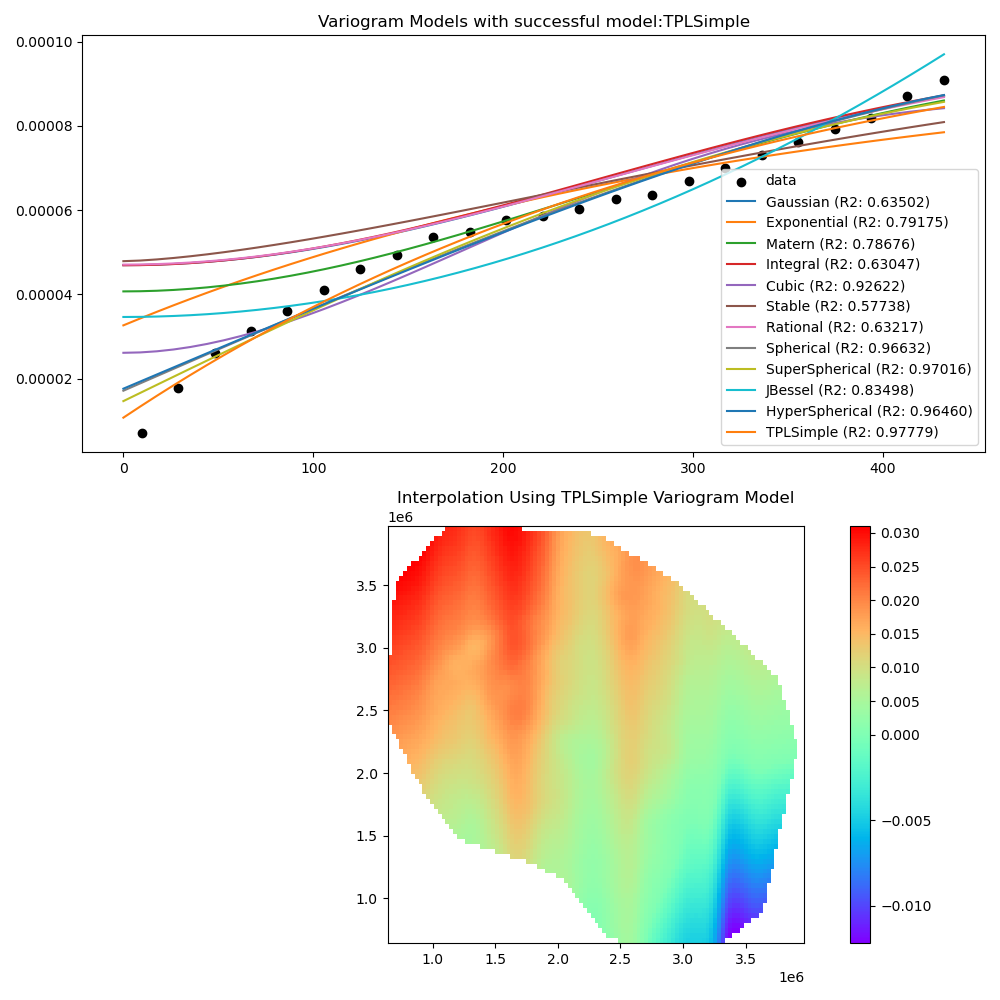 Variogram Models with successful model:TPLSimple
0.00010
0.00008
0.00006
0.00004
0.00002
0
100
200
300
400
data
Gaussian (R2: 0.63502)
Exponential (R2: 0.79175)
Matern (R2: 0.78676)
Integral (R2: 0.63047)
Cubic (R2: 0.92622)
Stable (R2: 0.57738)
Rational (R2: 0.63217)
Spherical (R2: 0.96632)
SuperSpherical (R2: 0.97016)
JBessel (R2: 0.83498)
HyperSpherical (R2: 0.96460)
TPLSimple (R2: 0.97779)
Interpolation Using TPLSimple Variogram Model
1e6
3.5
3.0
2.5
2.0
1.5
1.0
1.0
1.5
2.0
2.5
3.0
3.5
1e6
0.030
0.025
0.020
0.015
0.010
0.005
0.000
−0.005
−0.010